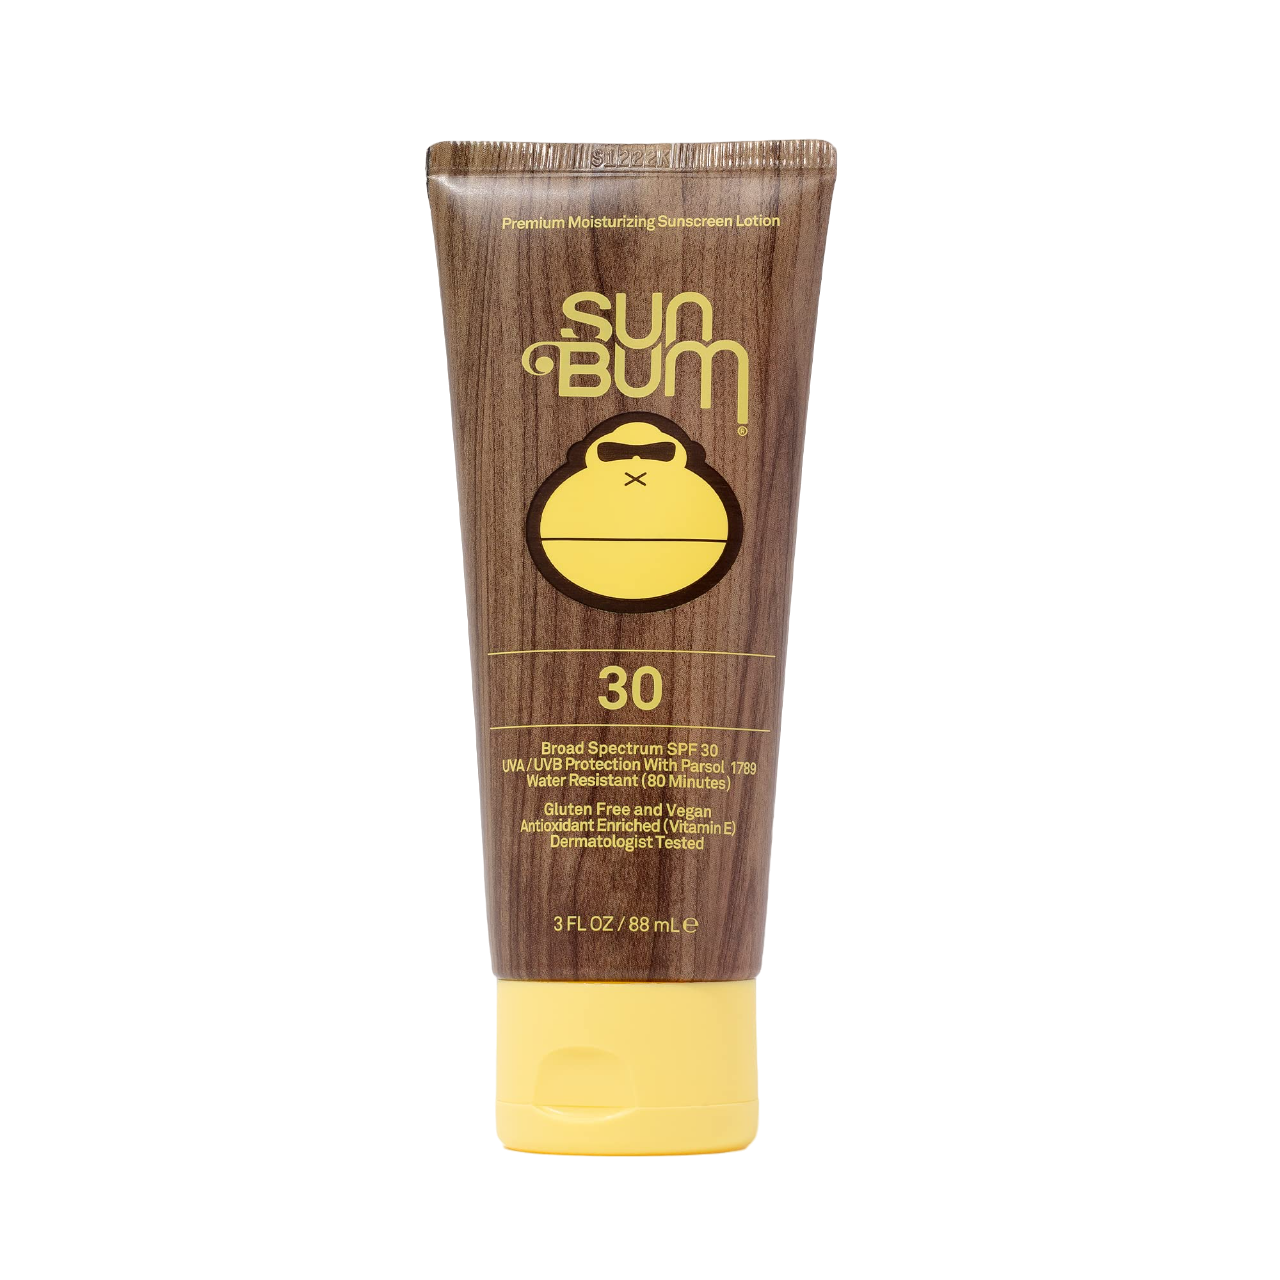 S1222K
Premium Moisturizing Sunscreen Lotion
sun
BUM®
30
Broad Spectrum SPF 30
UVA / UVB Protection With Parsol 1789
Water Resistant (80 Minutes)
Gluten Free and Vegan
Antioxidant Enriched (Vitamin E)
Dermatologist Tested
3 FL OZ / 88 mL ℮